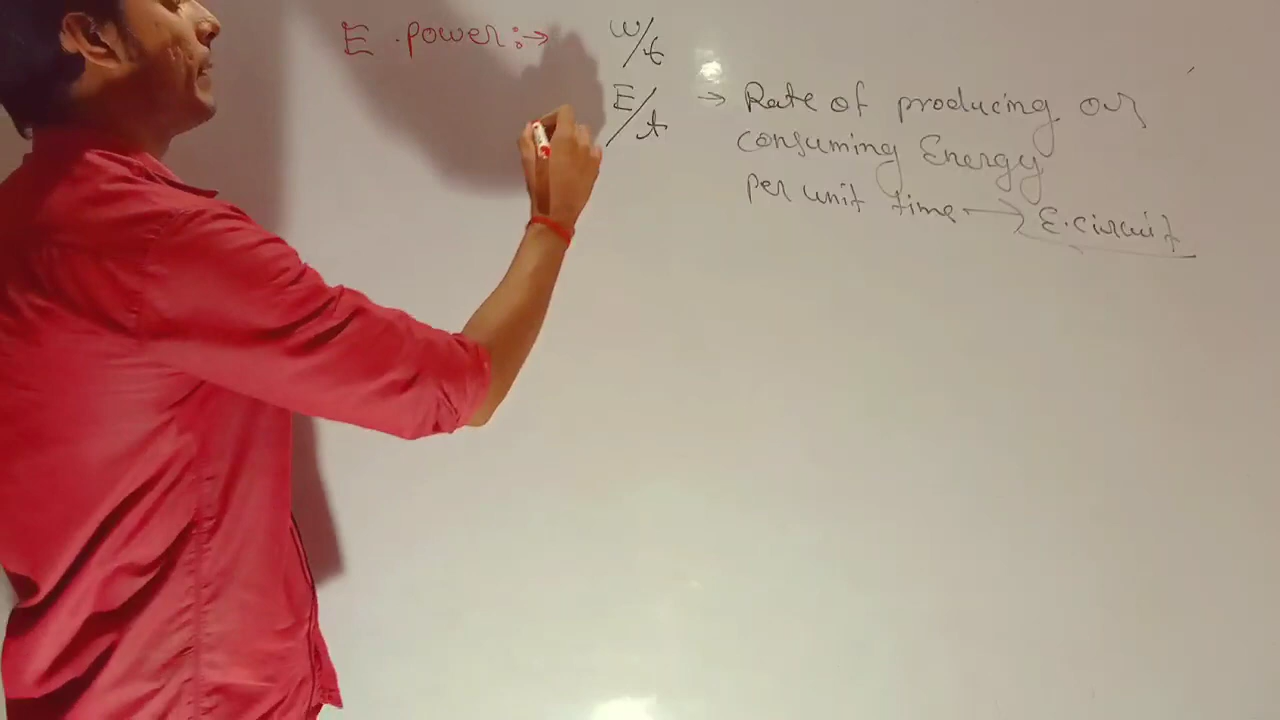 E. power :→ w/t
E/t → Rate of producing or
consuming Energy
per unit time → E.circuit